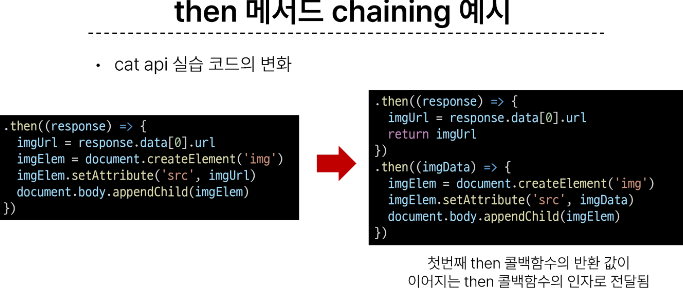 then 메서드 chaining 예시
• cat api 실습 코드의 변화
.then((response) => {
  imgUrl = response.data[0].url
  imgElem = document.createElement('img')
  imgElem.setAttribute('src', imgUrl)
  document.body.appendChild(imgElem)
})
.then((response) => {
  imgUrl = response.data[0].url
  return imgUrl
})
.then((imgData) => {
  imgElem = document.createElement('img')
  imgElem.setAttribute('src', imgData)
  document.body.appendChild(imgElem)
})
첫번째 then 콜백함수의 반환 값이
이어지는 then 콜백함수의 인자로 전달됨